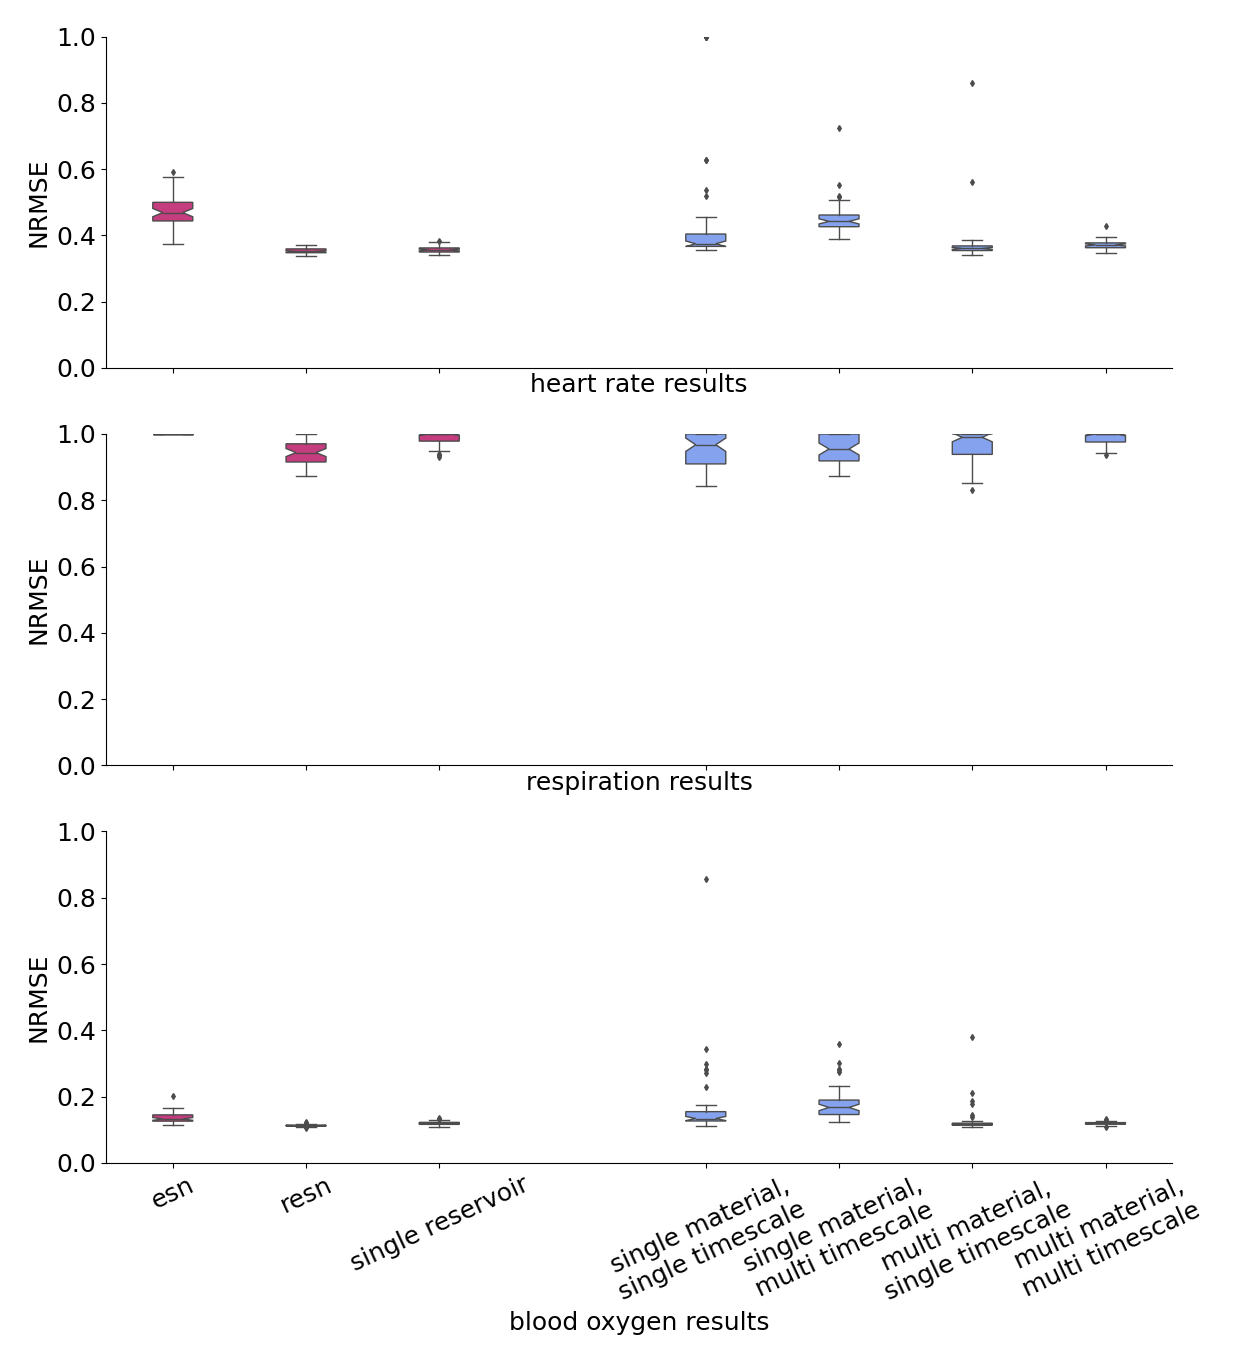 1.0
0.8
0.6
0.4
0.2
0.0
NRMSE
heart rate results
1.0
0.8
0.6
0.4
0.2
0.0
NRMSE
respiration results
1.0
0.8
0.6
0.4
0.2
0.0
NRMSE
esn
resn
single reservoir
single material,
single timescale
single material,
multi timescale
multi material,
single timescale
multi material,
multi timescale
blood oxygen results